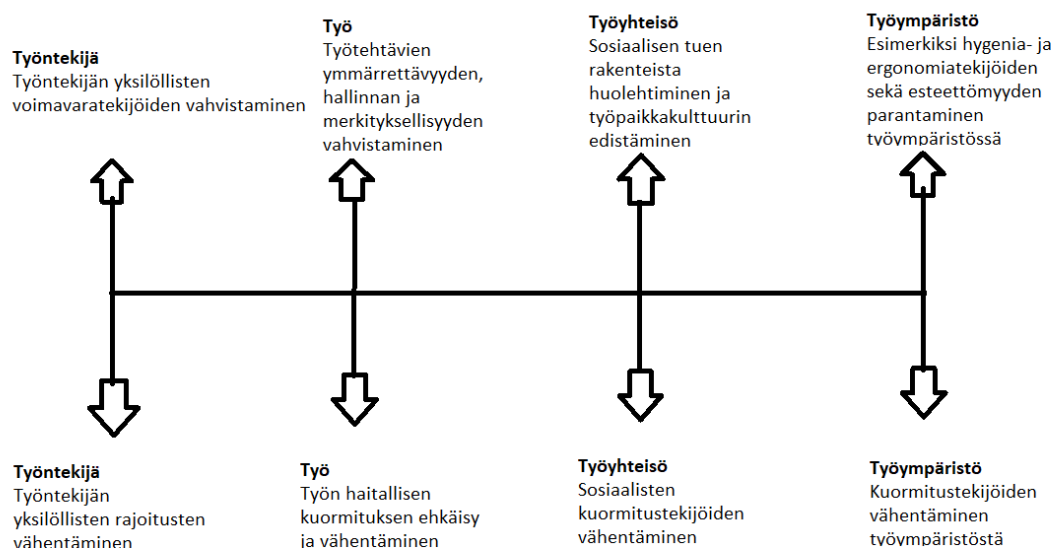 Työntekijä
Työntekijän yksilöllisten
voimavaratekijöiden vahvistaminen
Työ
Työtehtävien
ymmärrettävyyden,
hallinnan ja
merkityksellisyyden
vahvistaminen
Työyhteisö
Sosiaalisen tuen
rakenteista
huolehtiminen ja
työpaikkakulttuurin
edistäminen
Työympäristö
Esimerkiksi hygenia- ja
ergonomiatekijöiden
sekä esteettömyyden
parantaminen
työympäristössä
Työntekijä
Työntekijän
yksilöllisten rajoitusten
vähentäminen
Työ
Työn haitallisen
kuormituksen ehkäisy
ja vähentäminen
Työyhteisö
Sosiaalisten
kuormitustekijöiden
vähentäminen
Työympäristö
Kuormitustekijöiden
vähentäminen
työympäristöstä